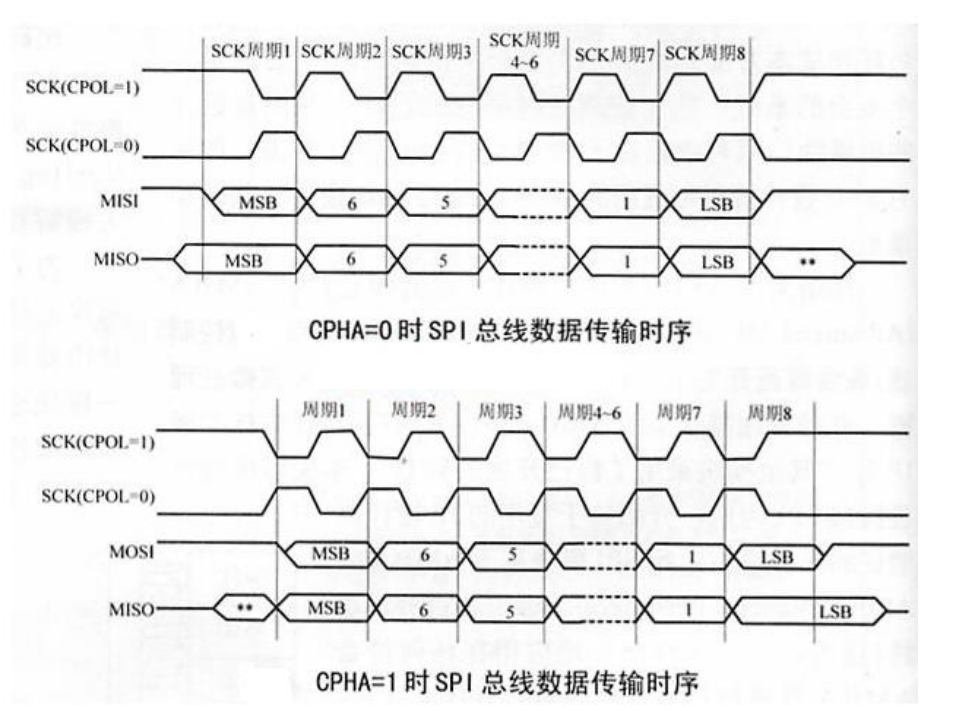 SCK周期1 SCK周期2 SCK周期3 SCK周期 4~6 SCK周期7 SCK周期8
SCK(CPOL=1)
SCK(CPOL=0)
MISI MSB 6 5 1 LSB
MISO MSB 6 5 1 LSB **
CPHA=0时SPI总线数据传输时序
周期1 周期2 周期3 周期4~6 周期7 周期8
SCK(CPOL=1)
SCK(CPOL=0)
MOSI MSB 6 5 1 LSB
MISO ** MSB 6 5 1 LSB
CPHA=1时SPI总线数据传输时序